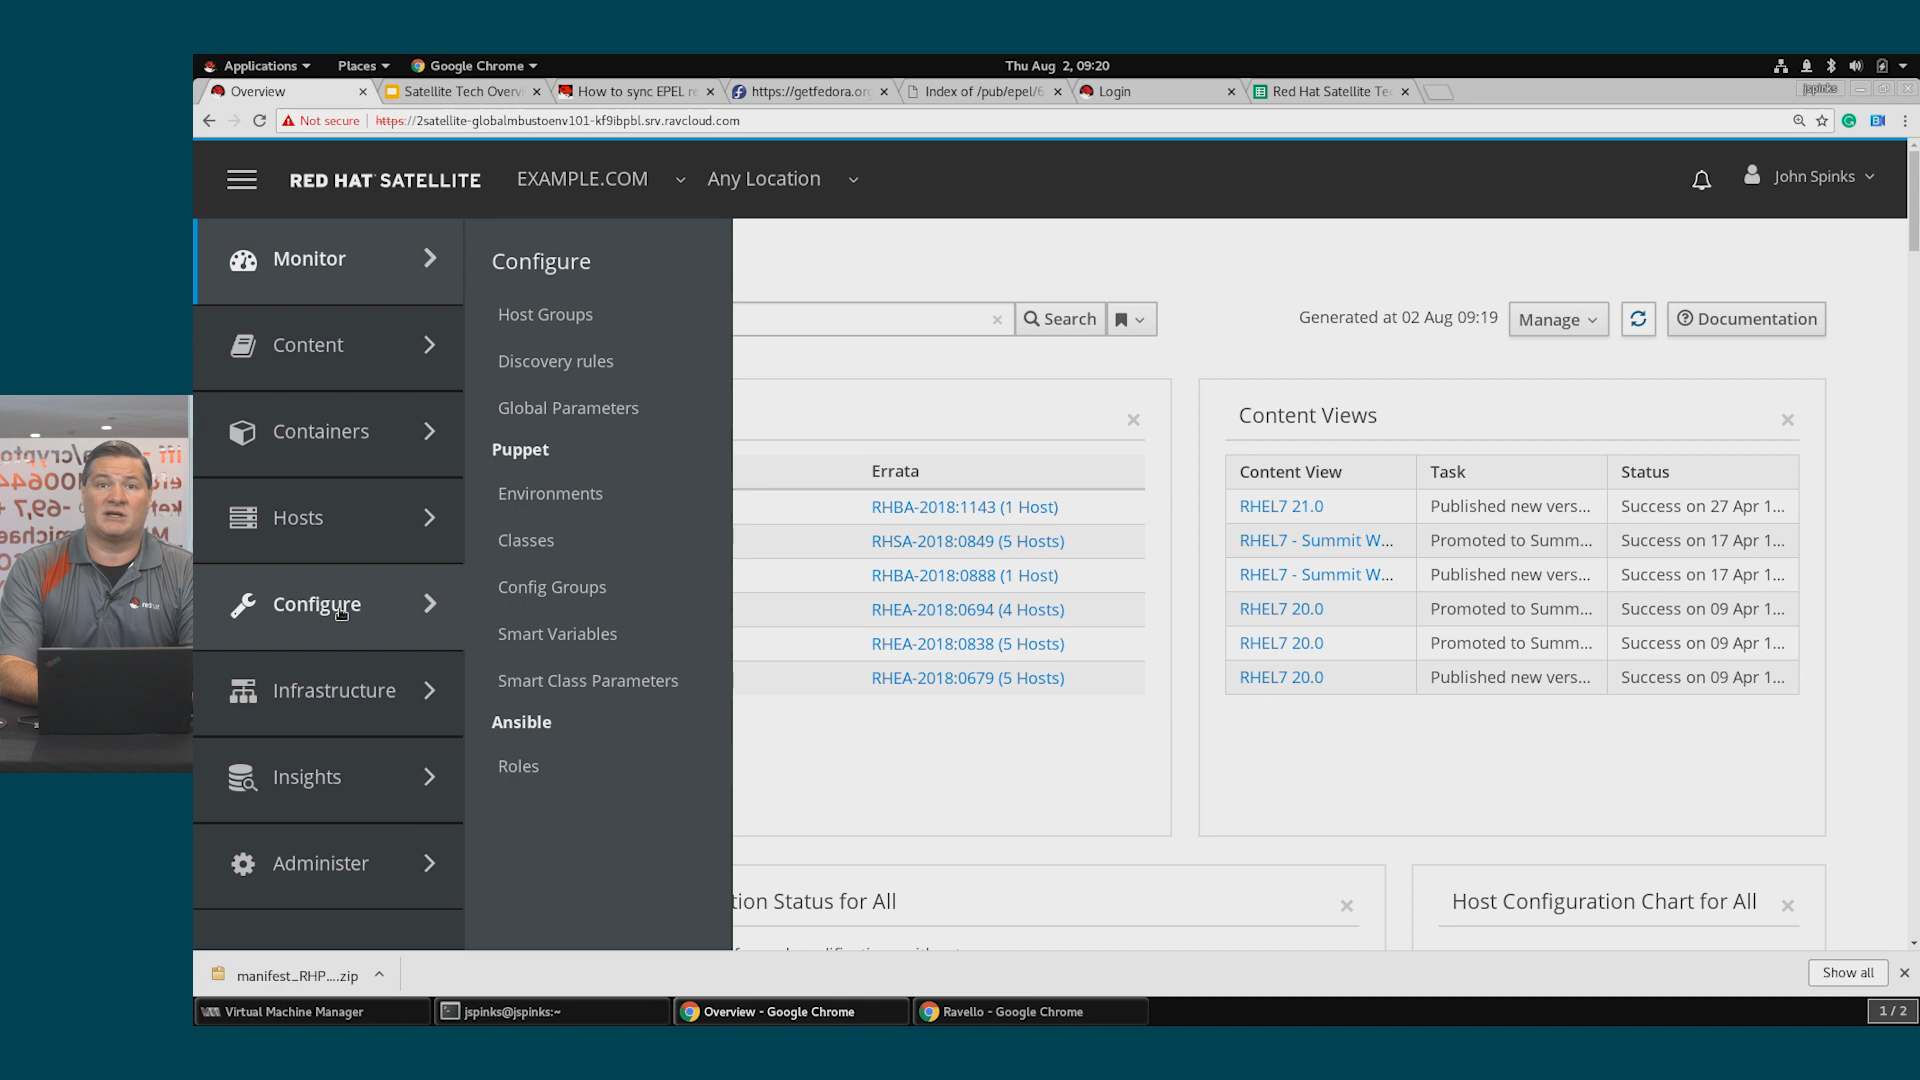 Applications
Places
Google Chrome
Thu Aug 2, 09:20
Overview
Satellite Tech Overvi
How to sync EPEL re
https://getfedora.org
Index of /pub/epel/6
Login
Red Hat Satellite Te
jspinks
Not secure
https://2satellite-globalmbustoenv101-kf9ibpbl.srv.ravcloud.com
RED HAT SATELLITE
EXAMPLE.COM
Any Location
John Spinks
Monitor
Content
Containers
Hosts
Configure
Infrastructure
Insights
Administer
Configure
Host Groups
Discovery rules
Global Parameters
Puppet
Environments
Classes
Config Groups
Smart Variables
Smart Class Parameters
Ansible
Roles
Search
Generated at 02 Aug 09:19
Manage
Documentation
Errata
RHBA-2018:1143 (1 Host)
RHSA-2018:0849 (5 Hosts)
RHBA-2018:0888 (1 Host)
RHEA-2018:0694 (4 Hosts)
RHEA-2018:0838 (5 Hosts)
RHEA-2018:0679 (5 Hosts)
Content Views
Content View Task Status
RHEL7 21.0 Published new vers... Success on 27 Apr 1...
RHEL7 - Summit W... Promoted to Summ... Success on 17 Apr 1...
RHEL7 - Summit W... Published new vers... Success on 17 Apr 1...
RHEL7 20.0 Promoted to Summ... Success on 09 Apr 1...
RHEL7 20.0 Promoted to Summ... Success on 09 Apr 1...
RHEL7 20.0 Published new vers... Success on 09 Apr 1...
tion Status for All
Host Configuration Chart for All
manifest_RHP....zip
Show all
Virtual Machine Manager
jspinks@jspinks:~
Overview - Google Chrome
Ravello - Google Chrome
1 / 2
redhat